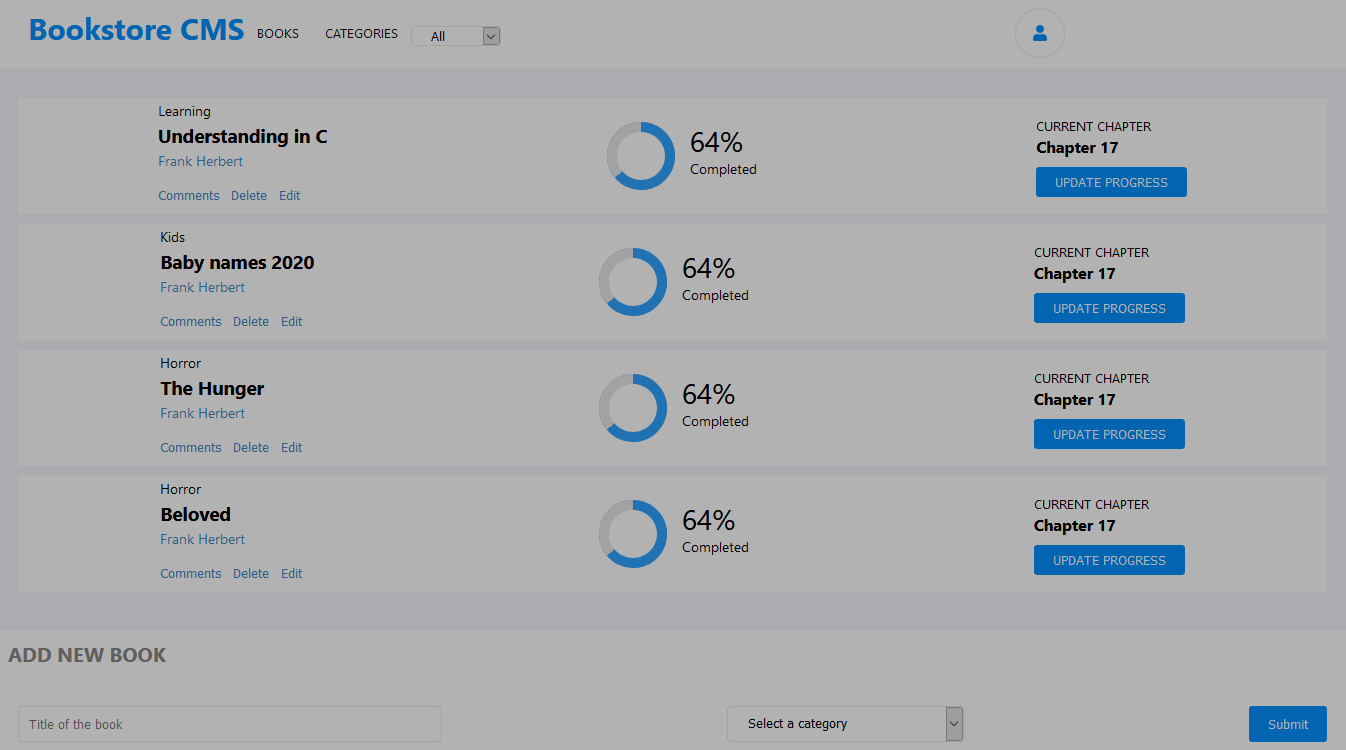 Bookstore CMS BOOKS CATEGORIES All
Learning
Understanding in C
Frank Herbert
Comments Delete Edit
64%
Completed
CURRENT CHAPTER
Chapter 17
UPDATE PROGRESS
Kids
Baby names 2020
Frank Herbert
Comments Delete Edit
64%
Completed
CURRENT CHAPTER
Chapter 17
UPDATE PROGRESS
Horror
The Hunger
Frank Herbert
Comments Delete Edit
64%
Completed
CURRENT CHAPTER
Chapter 17
UPDATE PROGRESS
Horror
Beloved
Frank Herbert
Comments Delete Edit
64%
Completed
CURRENT CHAPTER
Chapter 17
UPDATE PROGRESS
ADD NEW BOOK
Title of the book Select a category Submit